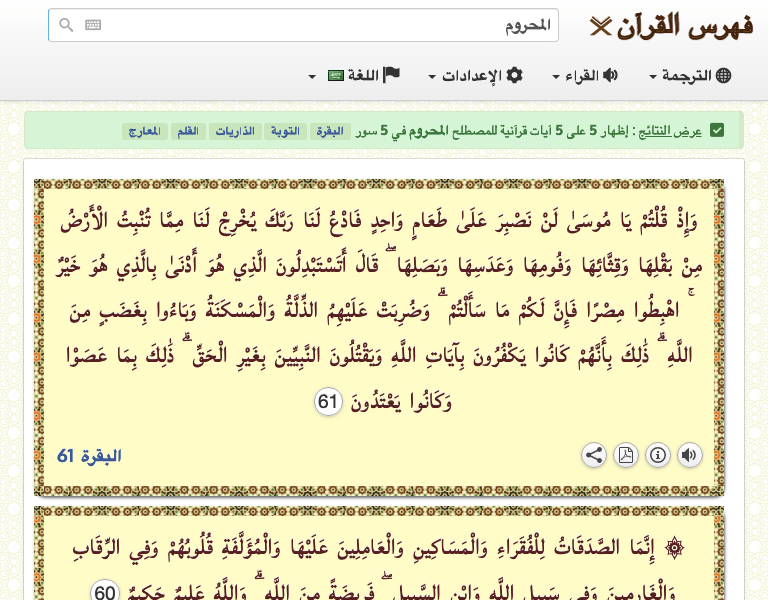 فهرس القرآن
المحروم
الترجمة
القراء
الإعدادات
اللغة
عرض النتائج : إظهار 5 على 5 آيات قرآنية للمصطلح المحروم في 5 سور البقرة التوبة الذاريات القلم المعارج
وَإِذْ قُلْتُمْ يَا مُوسَىٰ لَنْ نَصْبِرَ عَلَىٰ طَعَامٍ وَاحِدٍ فَادْعُ لَنَا رَبَّكَ يُخْرِجْ لَنَا مِمَّا تُنْبِتُ الْأَرْضُ
مِنْ بَقْلِهَا وَقِثَّائِهَا وَفُومِهَا وَعَدَسِهَا وَبَصَلِهَا ۖ قَالَ أَتَسْتَبْدِلُونَ الَّذِي هُوَ أَدْنَىٰ بِالَّذِي هُوَ خَيْرٌ
ۚ اهْبِطُوا مِصْرًا فَإِنَّ لَكُمْ مَا سَأَلْتُمْ ۗ وَضُرِبَتْ عَلَيْهِمُ الذِّلَّةُ وَالْمَسْكَنَةُ وَبَاءُوا بِغَضَبٍ مِنَ
اللَّهِ ۗ ذَٰلِكَ بِأَنَّهُمْ كَانُوا يَكْفُرُونَ بِآيَاتِ اللَّهِ وَيَقْتُلُونَ النَّبِيِّينَ بِغَيْرِ الْحَقِّ ۗ ذَٰلِكَ بِمَا عَصَوْا
وَكَانُوا يَعْتَدُونَ 61
البقرة 61
۞ إِنَّمَا الصَّدَقَاتُ لِلْفُقَرَاءِ وَالْمَسَاكِينِ وَالْعَامِلِينَ عَلَيْهَا وَالْمُؤَلَّفَةِ قُلُوبُهُمْ وَفِي الرِّقَابِ
وَالْغَارِمِينَ وَفِي سَبِيلِ اللَّهِ وَابْنِ السَّبِيلِ ۖ فَرِيضَةً مِنَ اللَّهِ ۗ وَاللَّهُ عَلِيمٌ حَكِيمٌ 60